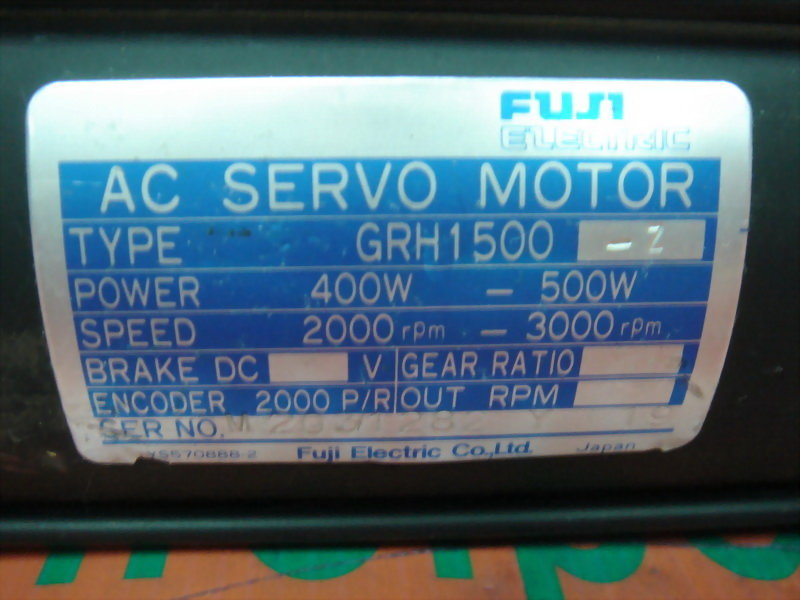 FUJI
ELECTRIC
AC SERVO MOTOR
TYPE GRH1500 - Z
POWER 400W - 500W
SPEED 2000 rpm - 3000 rpm
BRAKE DC V GEAR RATIO
ENCODER 2000 P/R OUT RPM
SER NO.
Fuji Electric Co.,Ltd. Japan